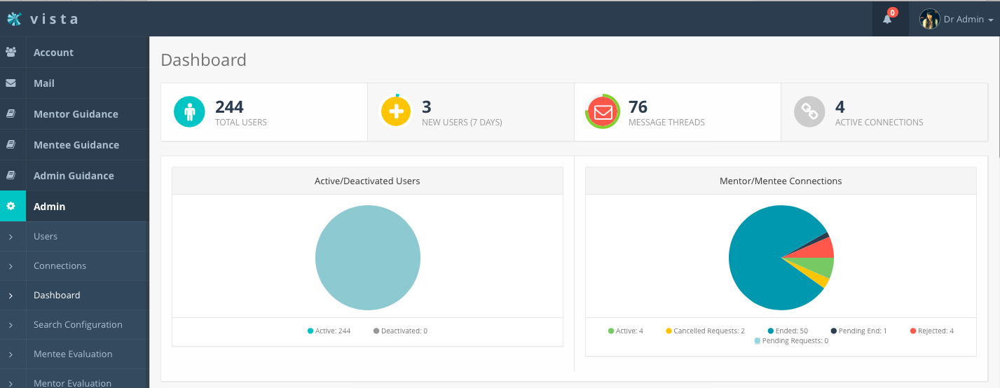 vista
0
Dr Admin
Account
Mail
Mentor Guidance
Mentee Guidance
Admin Guidance
Admin
Users
Connections
Dashboard
Search Configuration
Mentee Evaluation
Mentor Evaluation
Dashboard
244
TOTAL USERS
3
NEW USERS (7 DAYS)
76
MESSAGE THREADS
4
ACTIVE CONNECTIONS
Active/Deactivated Users
Active: 244 Deactivated: 0
Mentor/Mentee Connections
Active: 4 Cancelled Requests: 2 Ended: 50 Pending End: 1 Rejected: 4
Pending Requests: 0